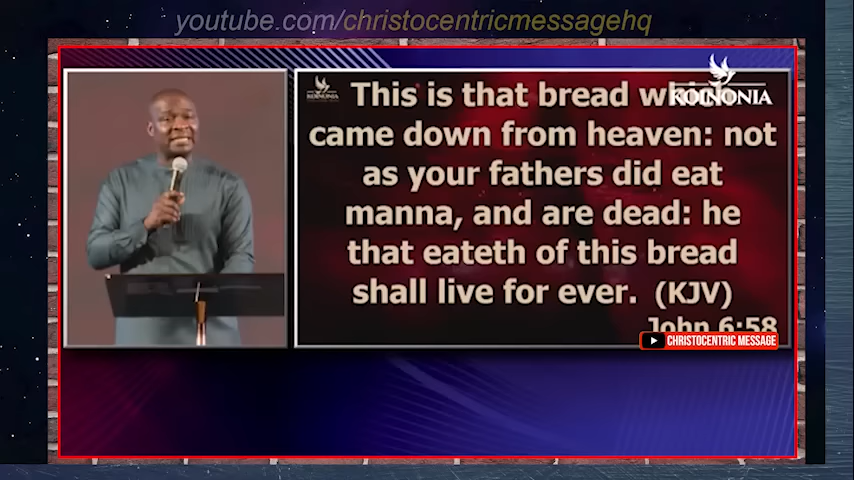 youtube.com/christocentricmessagehq
KOINONIA
This is that bread
KOINONIA
came down from heaven: not
as your fathers did eat
manna, and are dead: he
that eateth of this bread
shall live for ever. (KJV)
John 6:58
CHRISTOCENTRIC MESSAGE